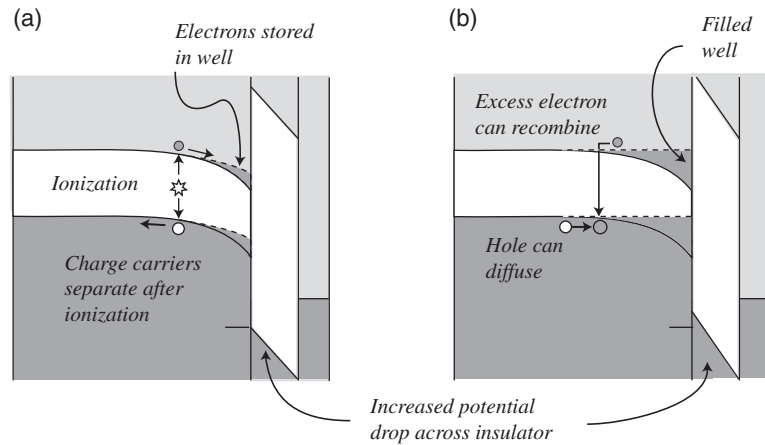 (a)
Electrons stored
in well
Ionization
Charge carriers
separate after
ionization
(b)
Filled
well
Excess electron
can recombine
Hole can
diffuse
Increased potential
drop across insulator